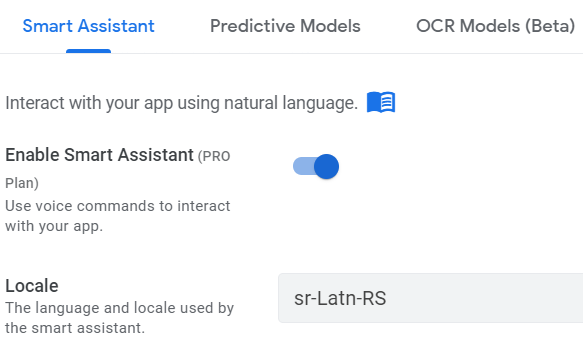 Smart Assistant Predictive Models OCR Models (Beta)
Interact with your app using natural language.
Enable Smart Assistant (PRO
Plan)
Use voice commands to interact
with your app.
Locale
The language and locale used by
the smart assistant.
sr-Latn-RS